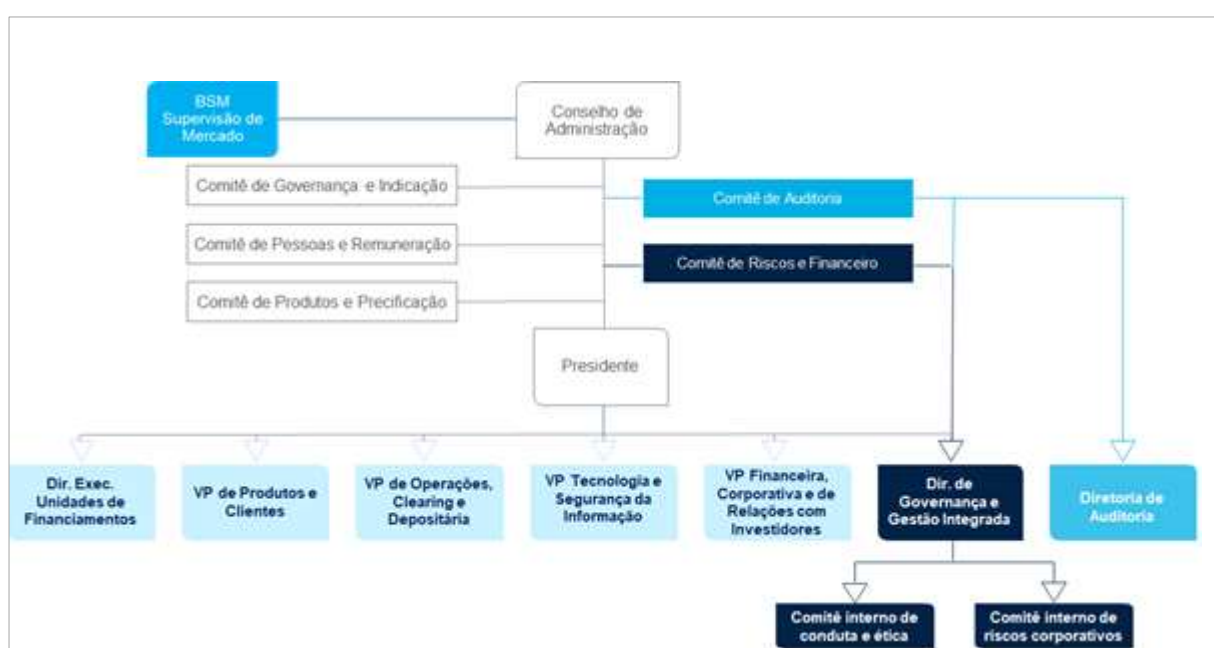 BSM
Supervisão de
Mercado
Conselho de
Administração
Comitê de Governança e Indicação
Comitê de Auditoria
Comitê de Pessoas e Remuneração
Comitê de Riscos e Financeiro
Comitê de Produtos e Precificação
Presidente
Dir. Exec.
Unidades de
Financiamentos
VP de Produtos e
Clientes
VP de Operações,
Clearing e
Depositária
VP Tecnologia e
Segurança da
Informação
VP Financeira,
Corporativa e de
Relações com
Investidores
Dir. de
Governança e
Gestão Integrada
Diretoria de
Auditoria
Comitê interno de
conduta e ética
Comitê interno de
riscos corporativos